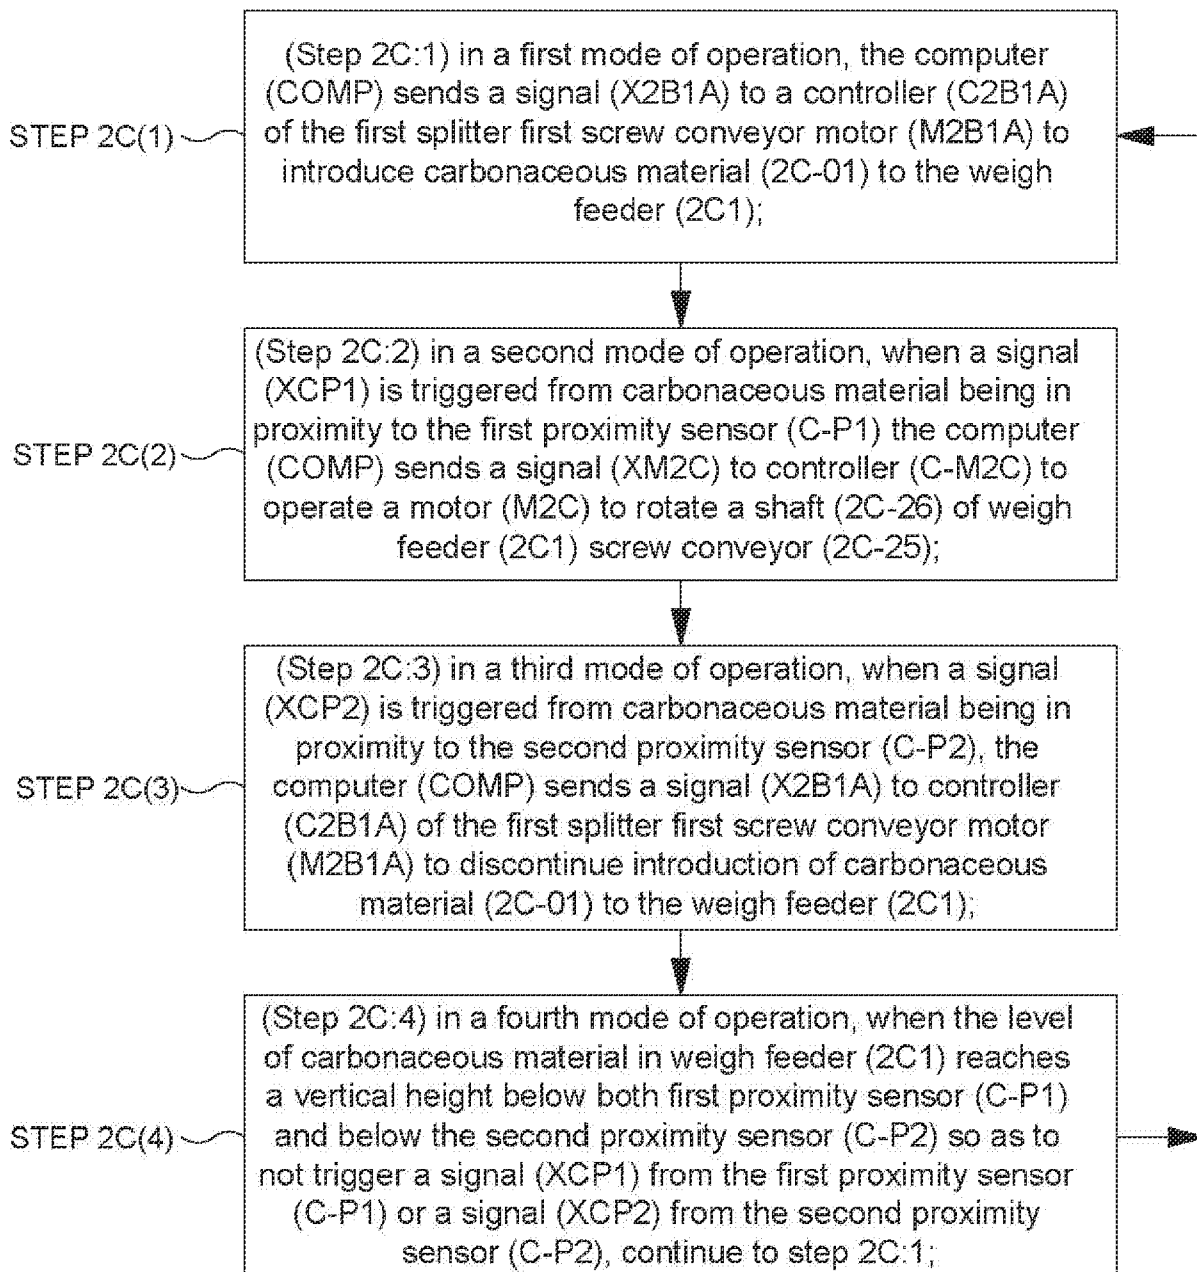 (Step 2C:1) in a first mode of operation, the computer
(COMP) sends a signal (X2B1A) to a controller (C2B1A)
STEP 2C(1)
of the first splitter first screw conveyor motor (M2B1A) to
introduce carbonaceous material (2C-01) to the weigh
feeder (2C1);
(Step 2C:2) in a second mode of operation, when a signal
(XCP1) is triggered from carbonaceous material being in
proximity to the first proximity sensor (C-P1) the computer
STEP 2C(2)
(COMP) sends a signal (XM2C) to controller (C-M2C) to
operate a motor (M2C) to rotate a shaft (2C-26) of weigh
feeder (2C1) screw conveyor (2C-25);
(Step 2C:3) in a third mode of operation, when a signal
(XCP2) is triggered from carbonaceous material being in
proximity to the second proximity sensor (C-P2), the
STEP 2C(3)
computer (COMP) sends a signal (X2B1A) to controller
(C2B1A) of the first splitter first screw conveyor motor
(M2B1A) to discontinue introduction of carbonaceous
material (2C-01) to the weigh feeder (2C1);
(Step 2C:4) in a fourth mode of operation, when the level
of carbonaceous material in weigh feeder (2C1) reaches
a vertical height below both first proximity sensor (C-P1)
STEP 2C(4)
and below the second proximity sensor (C-P2) so as to
not trigger a signal (XCP1) from the first proximity sensor
(C-P1) or a signal (XCP2) from the second proximity
sensor (C-P2), continue to step 2C:1;